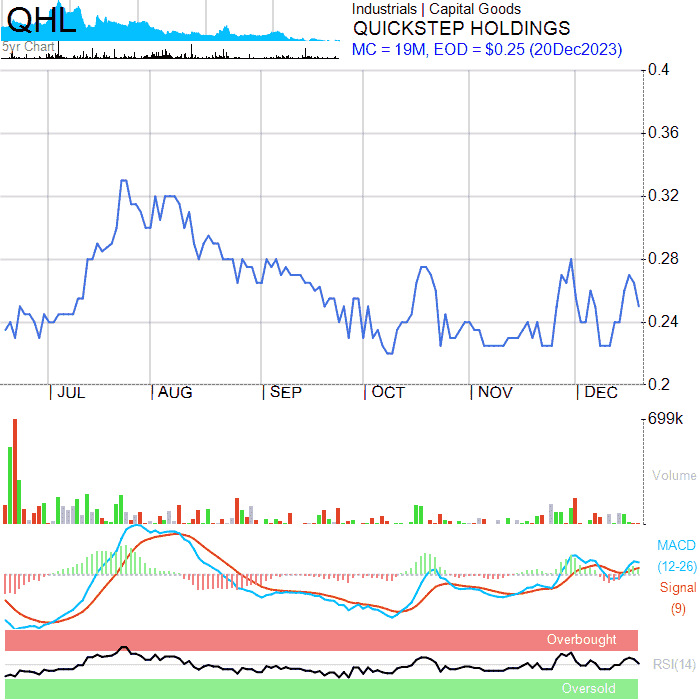 QHL
5yr Chart
Industrials | Capital Goods
QUICKSTEP HOLDINGS
MC = 19M, EOD = $0.25 (20Dec2023)
0.4
0.36
0.32
0.28
0.24
0.2
JUL AUG SEP OCT NOV DEC
699k
Volume
MACD
(12-26)
Signal
(9)
Overbought
RSI(14)
Oversold